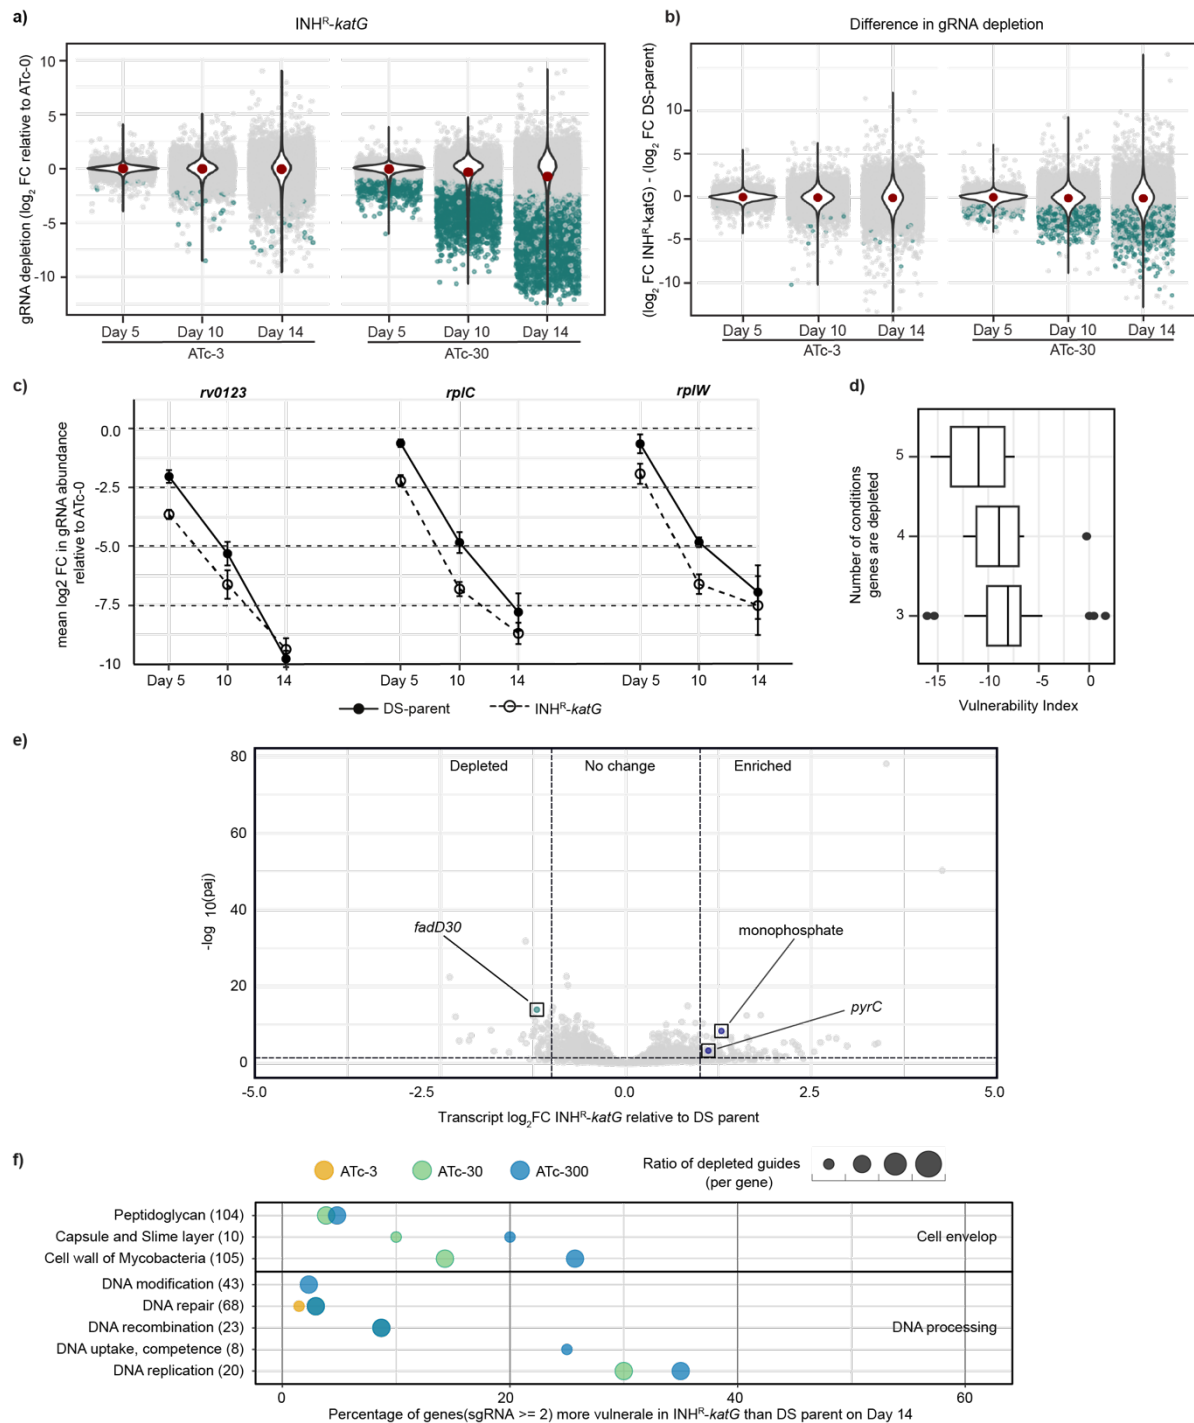 a)
INHᴿ-katG
gRNA depletion (log₂ FC relative to ATc-0)
10
5
0
-5
-10
Day 5 Day 10 Day 14
ATc-3
Day 5 Day 10 Day 14
ATc-30
b)
Difference in gRNA depletion
(log₂ FC INHᴿ-katG) - (log₂ FC DS-parent)
10
5
0
-5
-10
Day 5 Day 10 Day 14
ATc-3
Day 5 Day 10 Day 14
ATc-30
c)
rv0123 rplC rplW
mean log2 FC in gRNA abundance
relative to ATc-0
0.0
-2.5
-5.0
-7.5
-10
Day 5 10 14 Day 5 10 14 Day 5 10 14
DS-parent INHᴿ-katG
d)
Number of conditions
genes are depleted
5
4
3
-15 -10 -5 0
Vulnerability Index
e)
-log 10(paj)
80
60
40
20
0
Depleted No change Enriched
fadD30
monophosphate
pyrC
-5.0 -2.5 0.0 2.5 5.0
Transcript log₂FC INHᴿ-katG relative to DS parent
f)
ATc-3 ATc-30 ATc-300
Ratio of depleted guides
(per gene)
Peptidoglycan (104)
Capsule and Slime layer (10) Cell envelop
Cell wall of Mycobacteria (105)
DNA modification (43)
DNA repair (68)
DNA recombination (23) DNA processing
DNA uptake, competence (8)
DNA replication (20)
0 20 40 60
Percentage of genes(sgRNA >= 2) more vulnerale in INHᴿ-katG than DS parent on Day 14